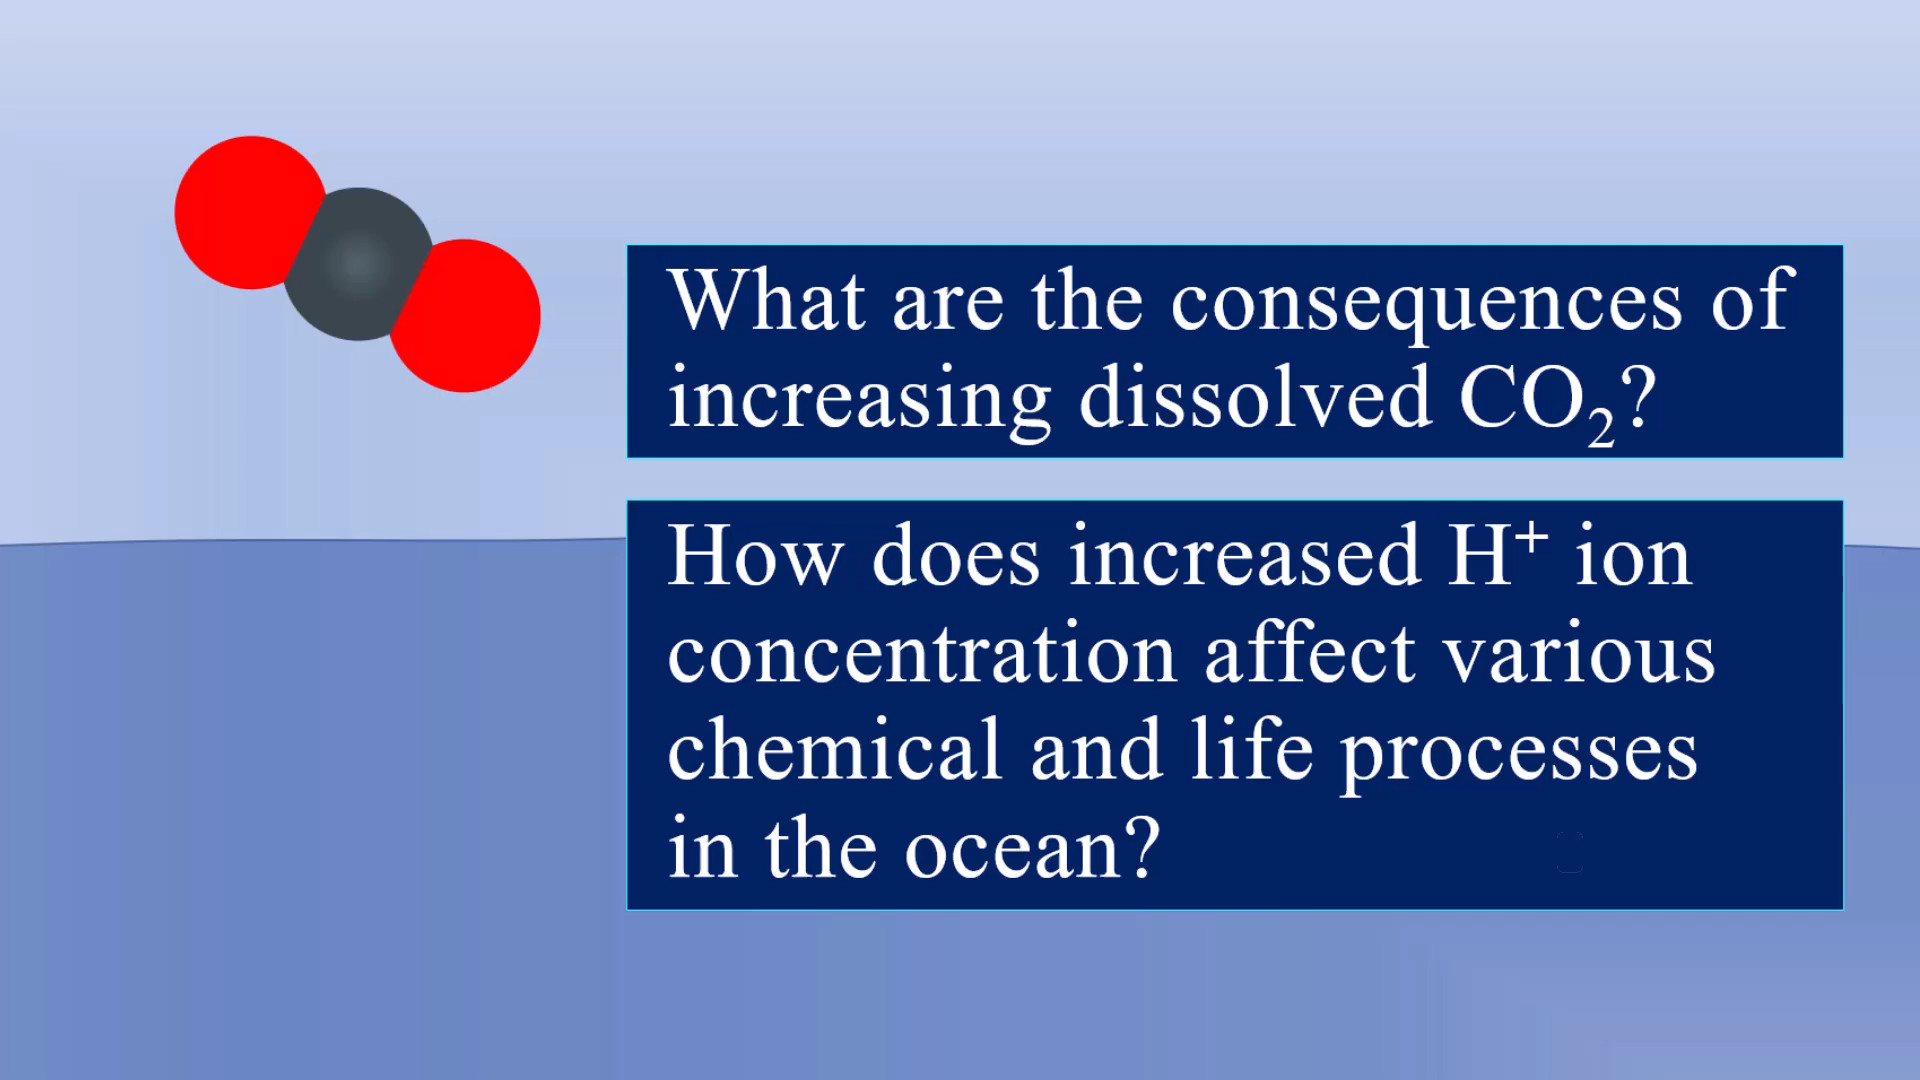 What are the consequences of
increasing dissolved CO₂?
How does increased H⁺ ion
concentration affect various
chemical and life processes
in the ocean?